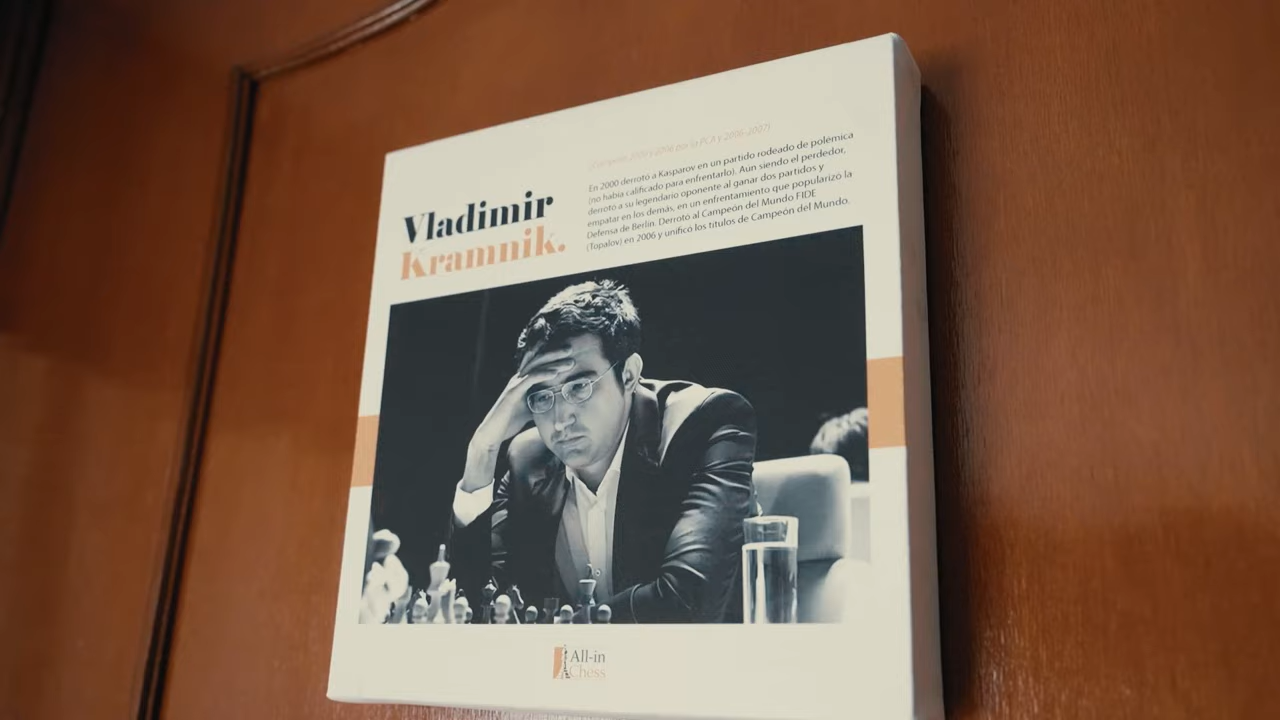 Vladimir
Kramnik.
(Campeón 2000 y 2006 por la PCA y 2006-2007)
En 2000 derrotó a Kasparov en un partido rodeado de polémica
(no había calificado para enfrentarlo). Aun siendo el perdedor,
derrotó a su legendario oponente al ganar dos partidos y
empatar en los demás, en un enfrentamiento que popularizó la
Defensa de Berlín. Derrotó al Campeón del Mundo FIDE
(Topalov) en 2006 y unificó los títulos de Campeón del Mundo.
All-in
Chess